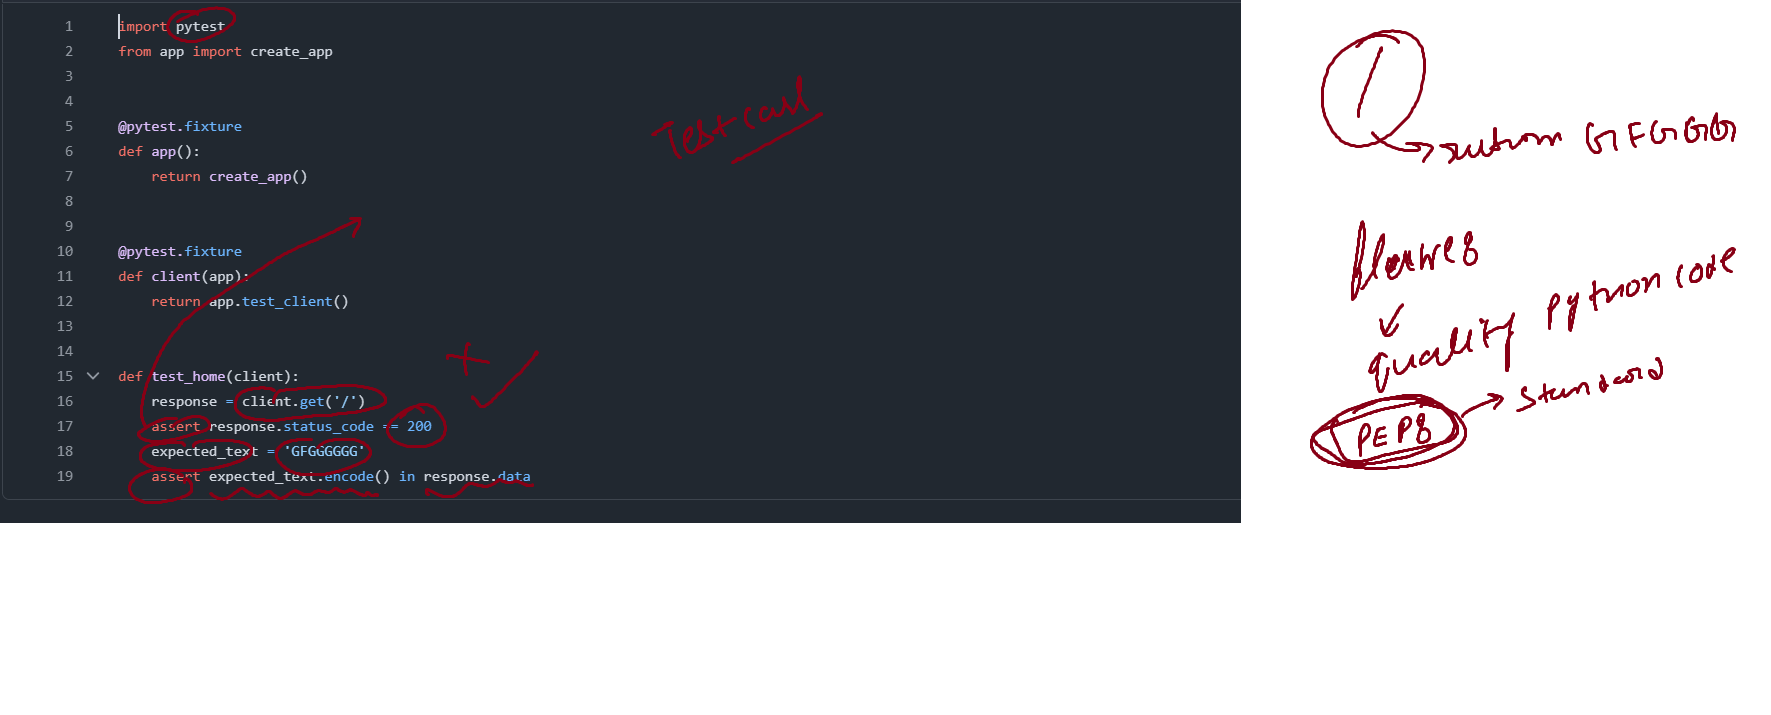 1 import pytest
2 from app import create_app
3
4
5 @pytest.fixture
6 def app():
7 return create_app()
8
9
10 @pytest.fixture
11 def client(app):
12 return app.test_client()
13
14
15 def test_home(client):
16 response = client.get('/')
17 assert response.status_code == 200
18 expected_text = 'GFGGGGGG'
19 assert expected_text.encode() in response.data
Test case
/
return GFGGGG
quality python code
PEP8
Standard